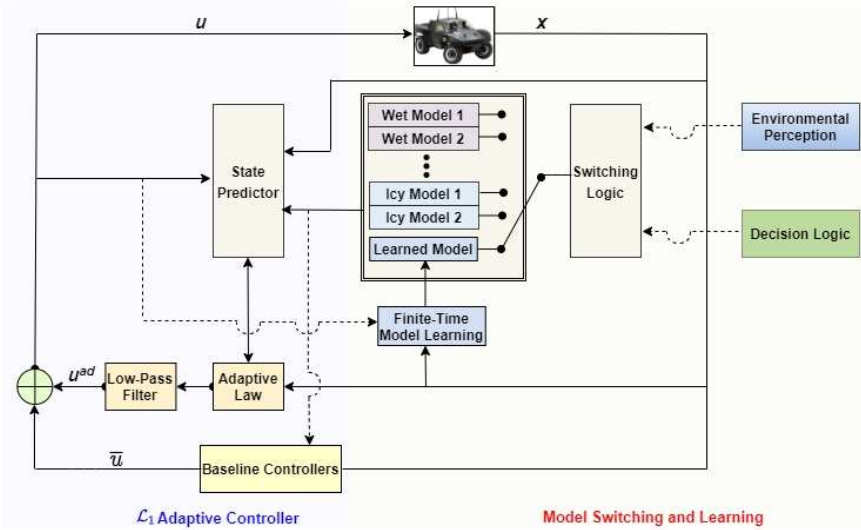 u
x
Wet Model 1
Wet Model 2
Icy Model 1
Icy Model 2
Learned Model
State
Predictor
Switching
Logic
Environmental
Perception
Decision Logic
Finite-Time
Model Learning
u^{ad}
Low-Pass
Filter
Adaptive
Law
ū
Baseline Controllers
ℒ₁ Adaptive Controller
Model Switching and Learning